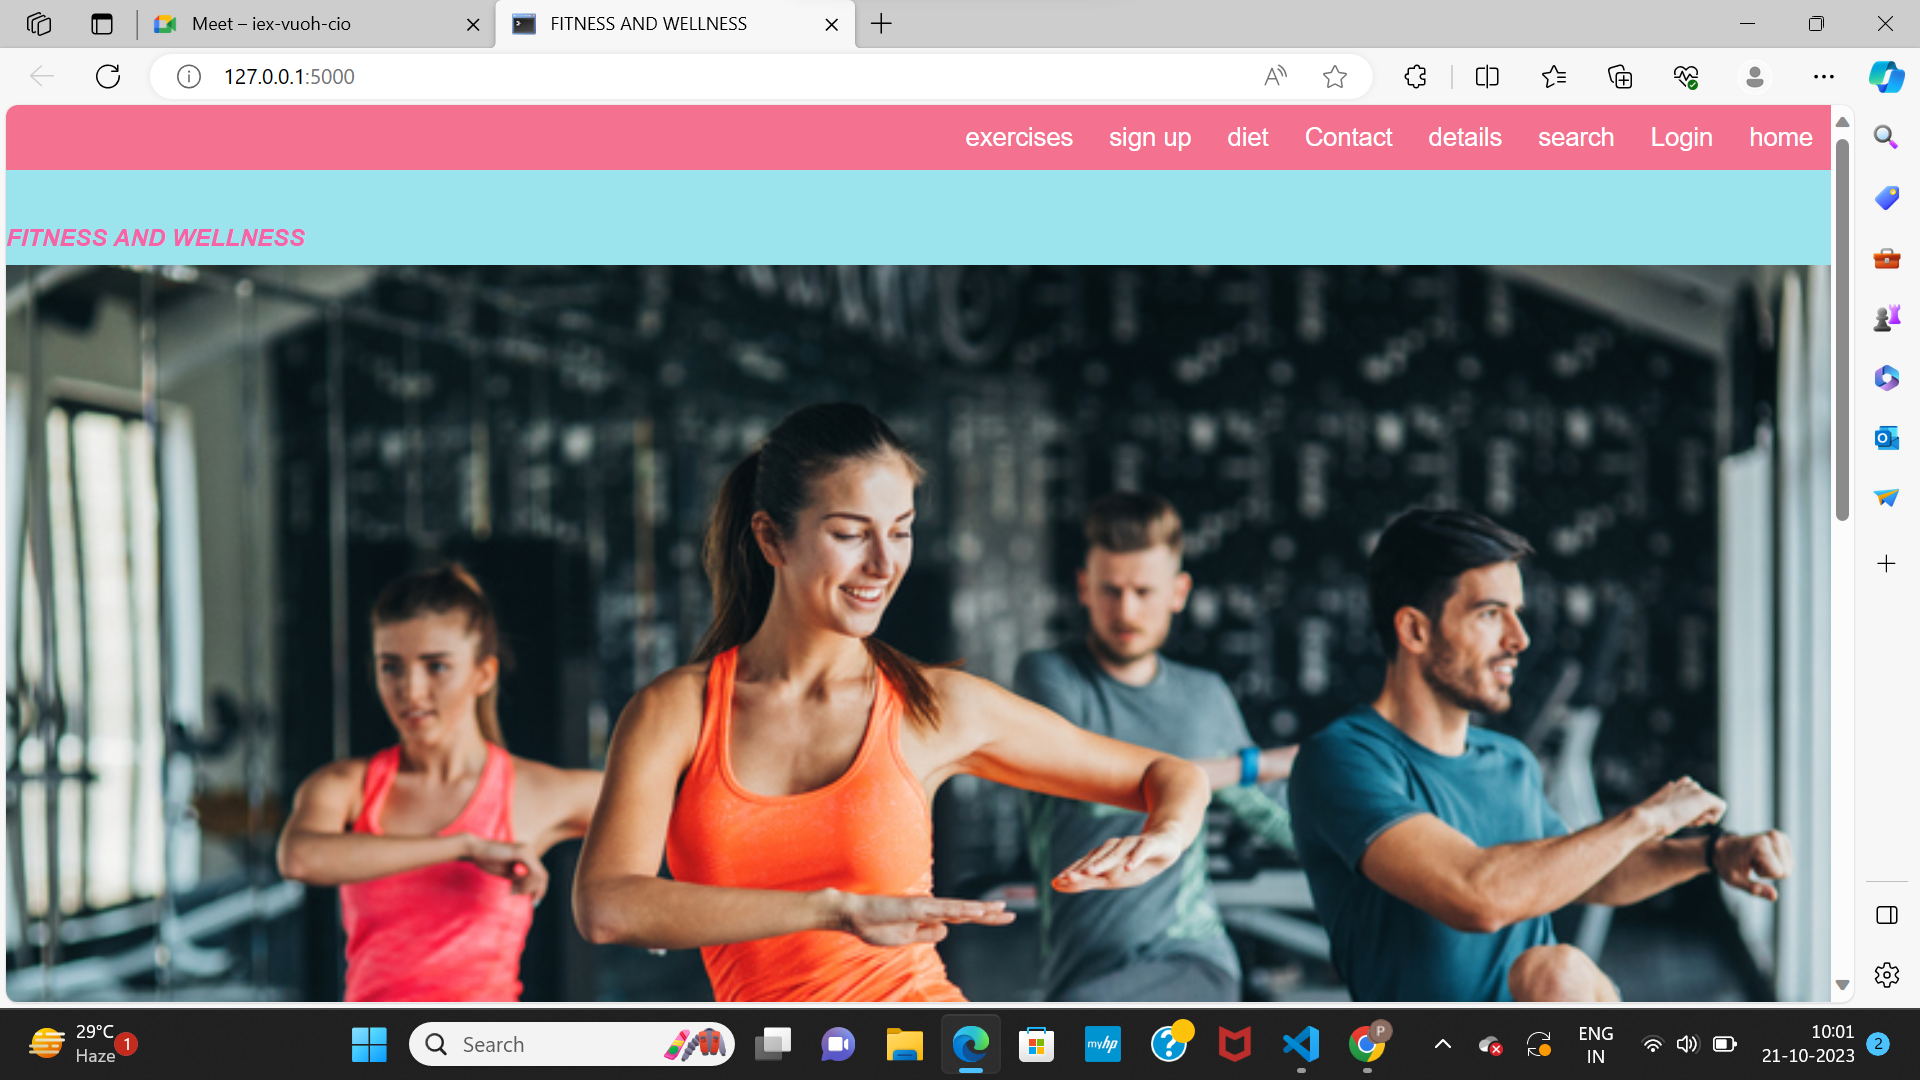 Meet – iex-vuoh-cio
FITNESS AND WELLNESS
127.0.0.1:5000
exercises sign up diet Contact details search Login home
FITNESS AND WELLNESS
29°C
Haze
1
Search
myhp
P
ENG
IN
10:01
21-10-2023
2